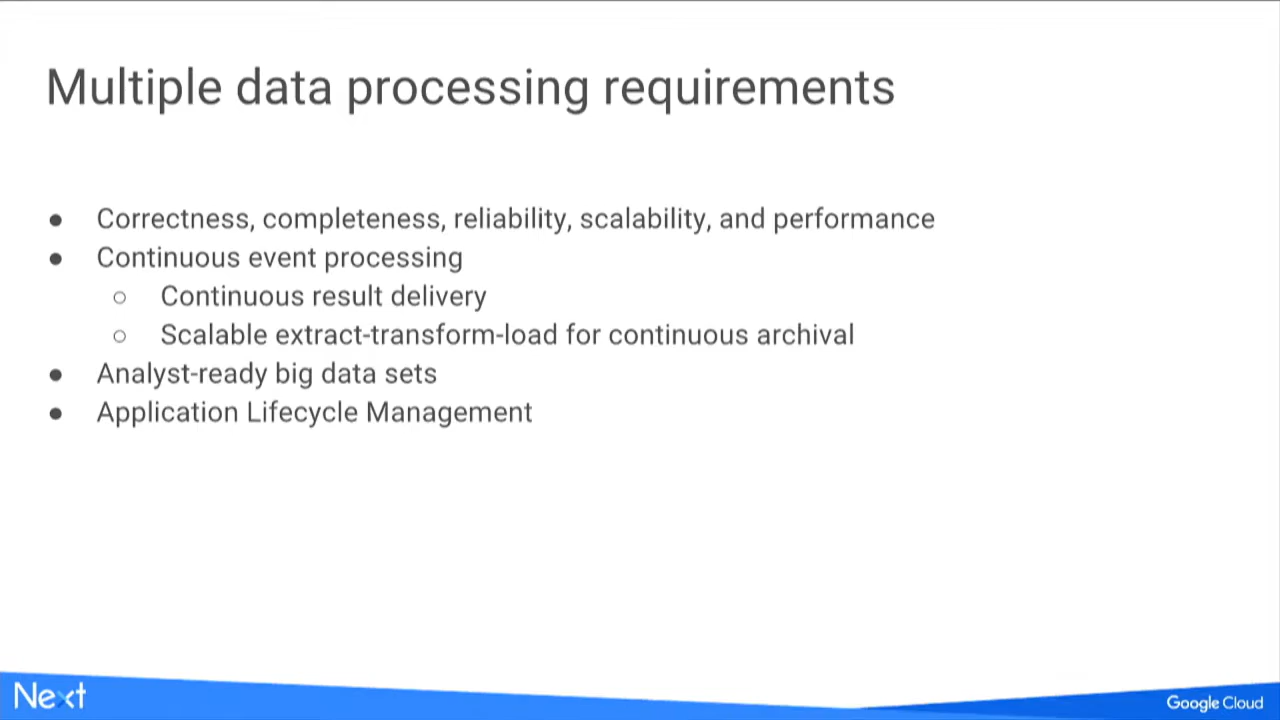 Multiple data processing requirements
● Correctness, completeness, reliability, scalability, and performance
● Continuous event processing
○ Continuous result delivery
○ Scalable extract-transform-load for continuous archival
● Analyst-ready big data sets
● Application Lifecycle Management
Next
Google Cloud